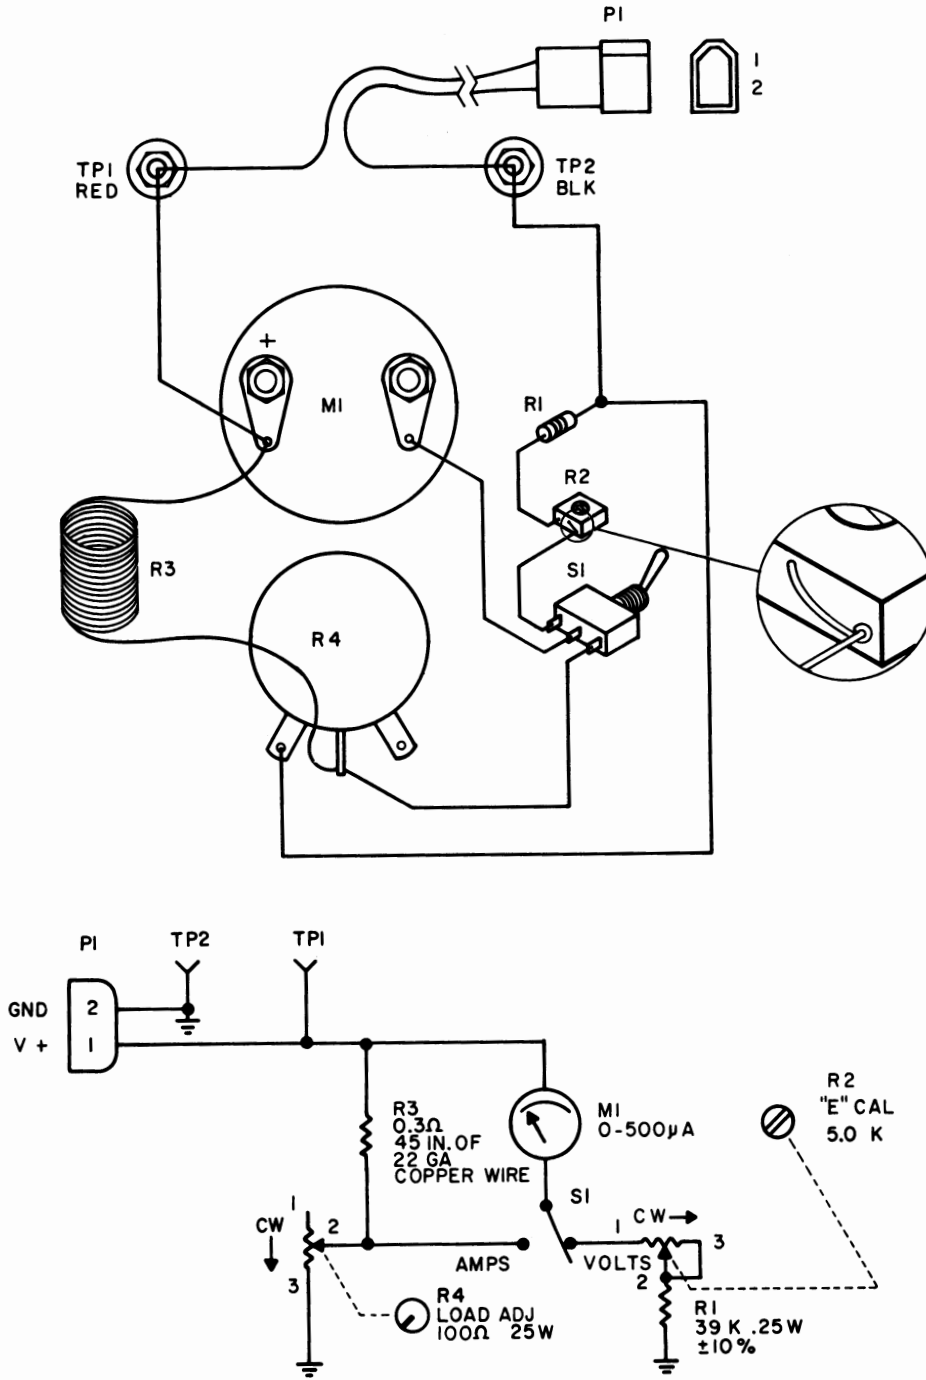 P1
1
2
TP1
RED
TP2
BLK
+
M1
R1
R2
R3
S1
R4
P1
TP2
TP1
GND
2
V +
1
R3
0.3Ω
45 IN. OF
22 GA
COPPER WIRE
M1
0-500µA
R2
"E" CAL
5.0 K
S1
CW
1
2
3
AMPS
VOLTS
CW
1
3
2
R4
LOAD ADJ
100Ω 25W
R1
39 K .25W
±10%